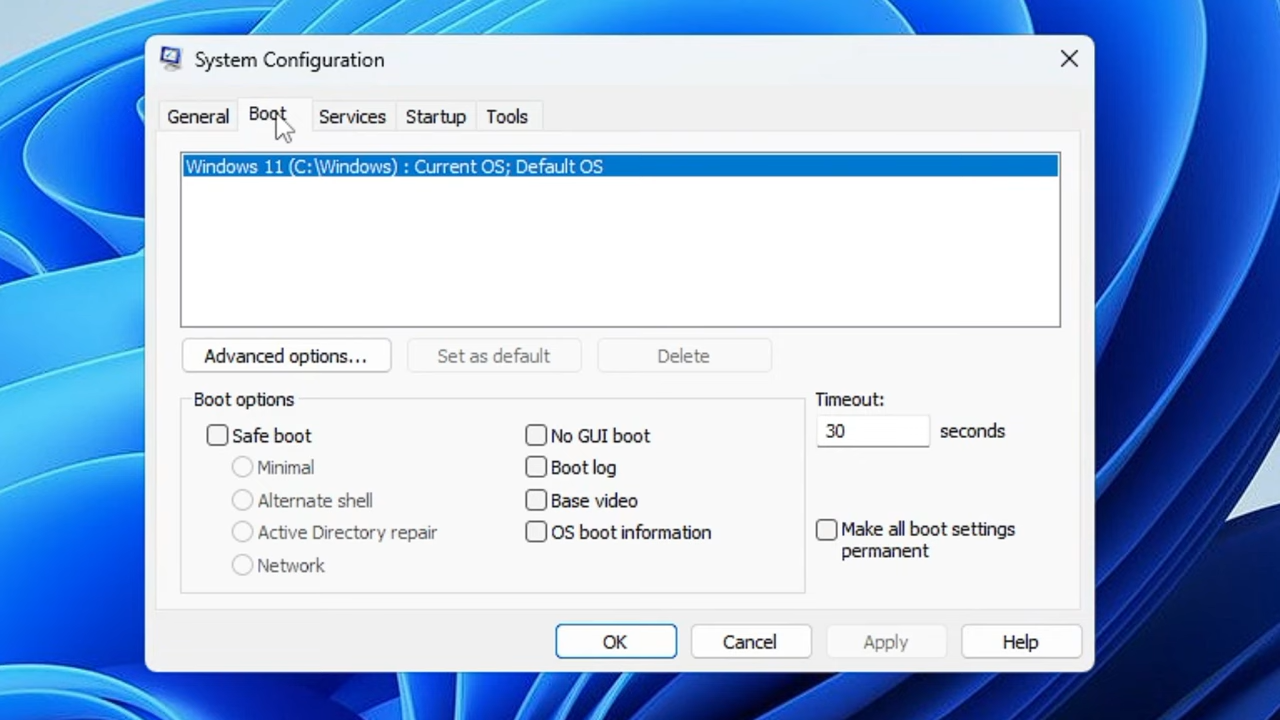 System Configuration
General Boot Services Startup Tools
Windows 11 (C:\Windows) : Current OS; Default OS
Advanced options... Set as default Delete
Boot options
Safe boot
Minimal
Alternate shell
Active Directory repair
Network
No GUI boot
Boot log
Base video
OS boot information
Timeout:
30 seconds
Make all boot settings
permanent
OK Cancel Apply Help